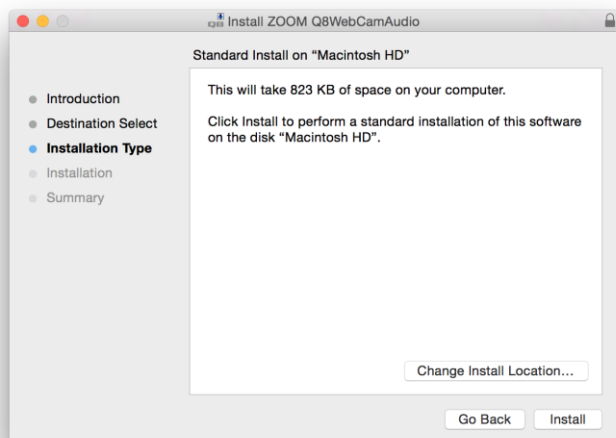 Install ZOOM Q8WebCamAudio
Standard Install on “Macintosh HD”
Introduction
Destination Select
Installation Type
Installation
Summary
This will take 823 KB of space on your computer.
Click Install to perform a standard installation of this software
on the disk “Macintosh HD”.
Change Install Location...
Go Back
Install